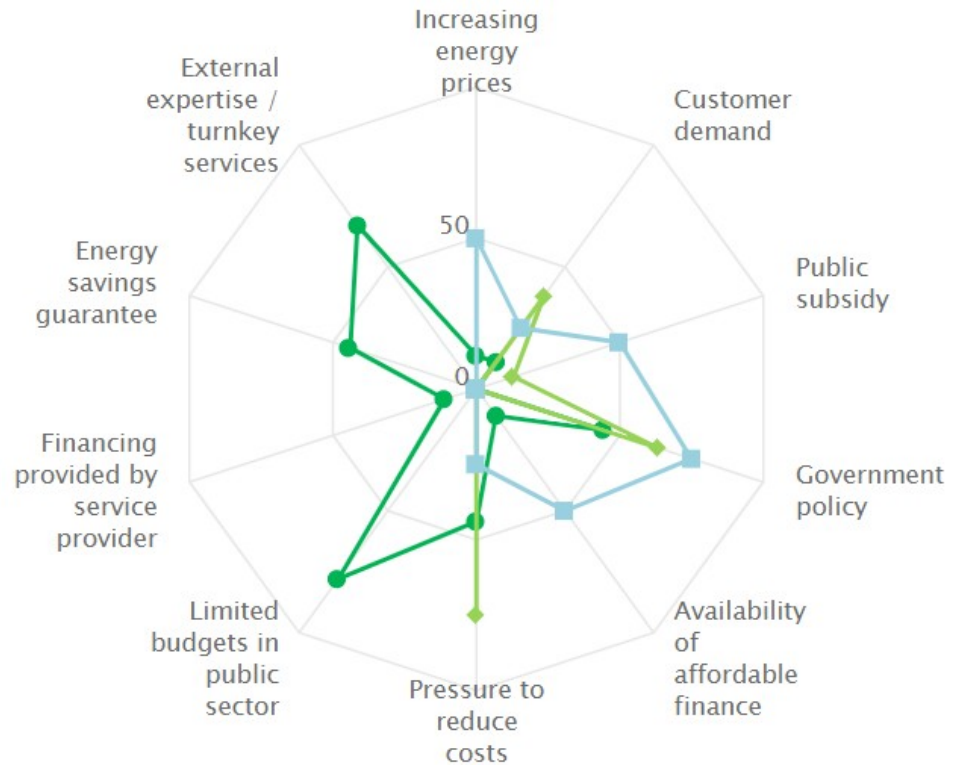 Increasing
energy
prices
Customer
demand
Public
subsidy
Government
policy
Availability
of
affordable
finance
Pressure to
reduce
costs
Limited
budgets in
public
sector
Financing
provided by
service
provider
Energy
savings
guarantee
External
expertise /
turnkey
services
50
0